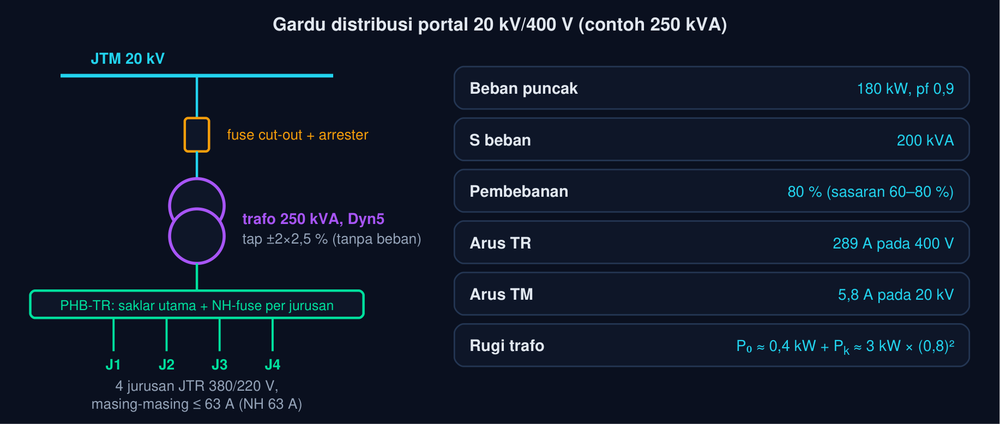 Gardu distribusi portal 20 kV/400 V (contoh 250 kVA)
JTM 20 kV
fuse cut-out + arrester
trafo 250 kVA, Dyn5
tap ±2×2,5 % (tanpa beban)
PHB-TR: saklar utama + NH-fuse per jurusan
J1 J2 J3 J4
4 jurusan JTR 380/220 V,
masing-masing ≤ 63 A (NH 63 A)
Beban puncak 180 kW, pf 0,9
S beban 200 kVA
Pembebanan 80 % (sasaran 60–80 %)
Arus TR 289 A pada 400 V
Arus TM 5,8 A pada 20 kV
Rugi trafo P₀ ≈ 0,4 kW + Pₖ ≈ 3 kW × (0,8)²